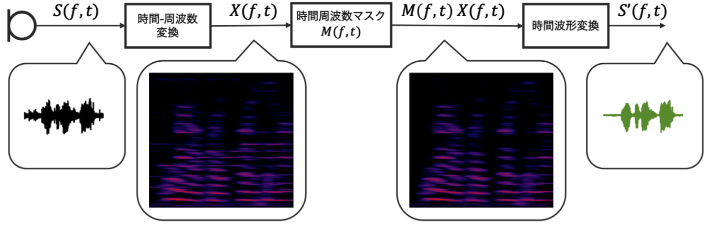 S(f,t)
時間-周波数
変換
X(f,t)
時間周波数マスク
M(f,t)
M(f,t) X(f,t)
時間波形変換
S'(f,t)